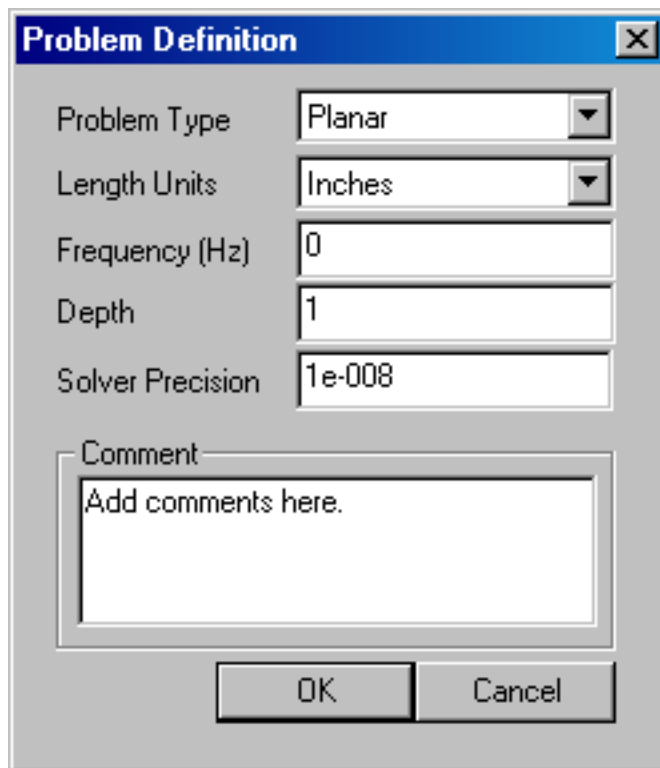 Problem Definition
Problem Type Planar
Length Units Inches
Frequency (Hz) 0
Depth 1
Solver Precision 1e-008
Comment
Add comments here.
OK Cancel